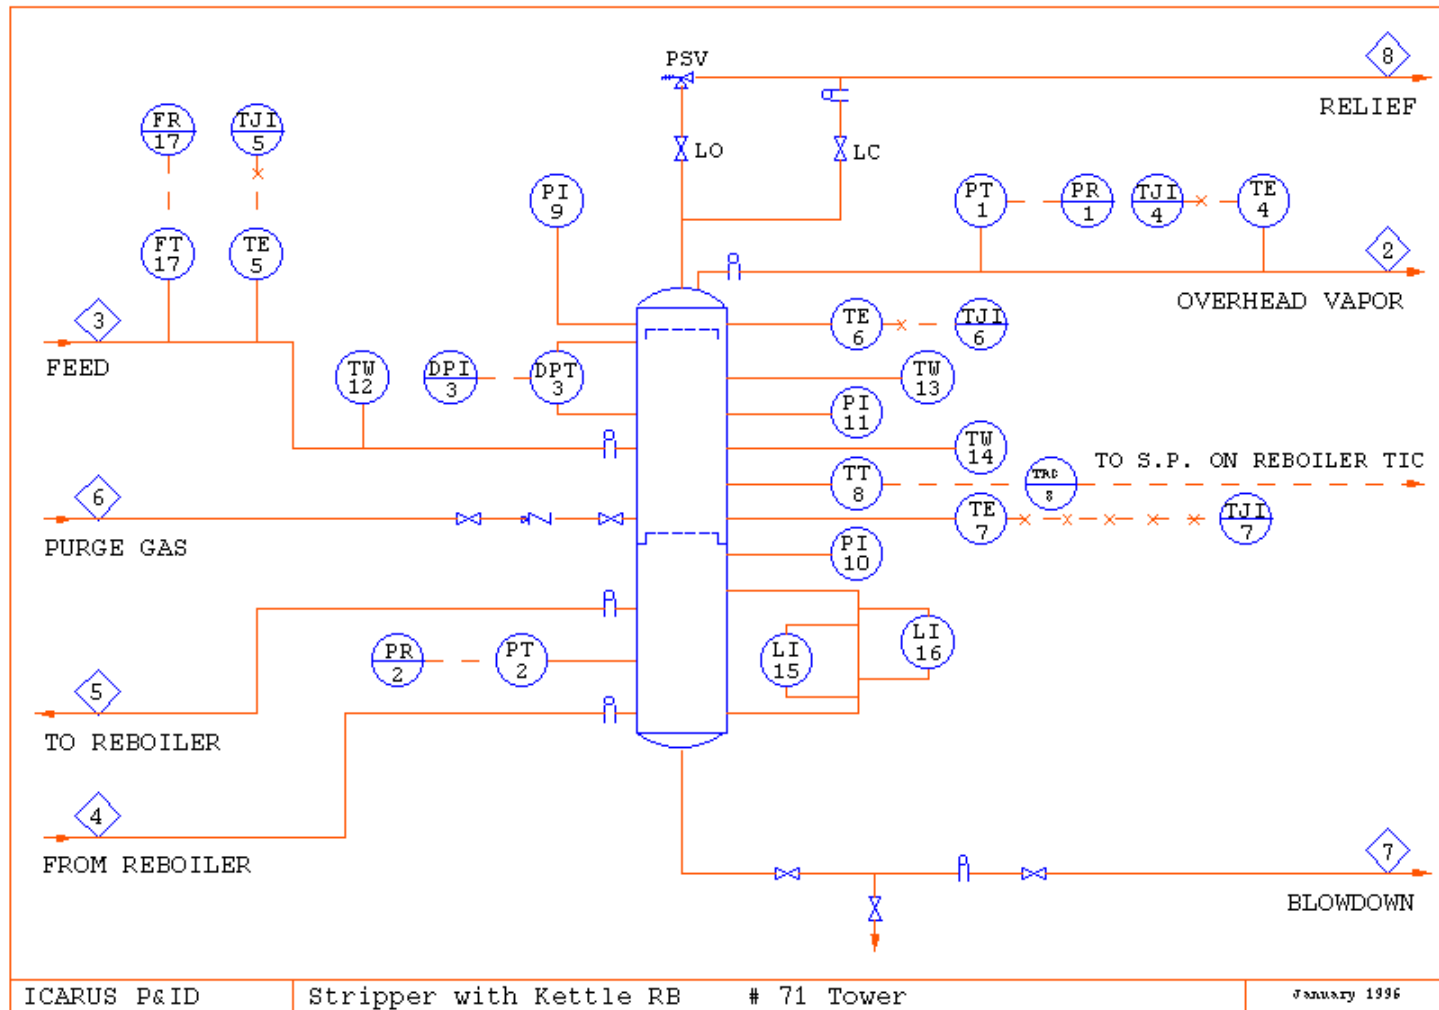 PSV
8
RELIEF
FR
17
TJI
5
LO
LC
PI
9
PT
1
PR
1
TJI
4
TE
4
FT
17
TE
5
2
OVERHEAD VAPOR
3
FEED
TE
6
TJI
6
TW
12
DPI
3
DPT
3
TW
13
PI
11
TW
14
TO S.P. ON REBOILER TIC
TT
8
TRC
8
6
PURGE GAS
TE
7
TJI
7
PI
10
LI
15
LI
16
PR
2
PT
2
5
TO REBOILER
4
FROM REBOILER
7
BLOWDOWN
ICARUS P&ID
Stripper with Kettle RB # 71 Tower
January 1996